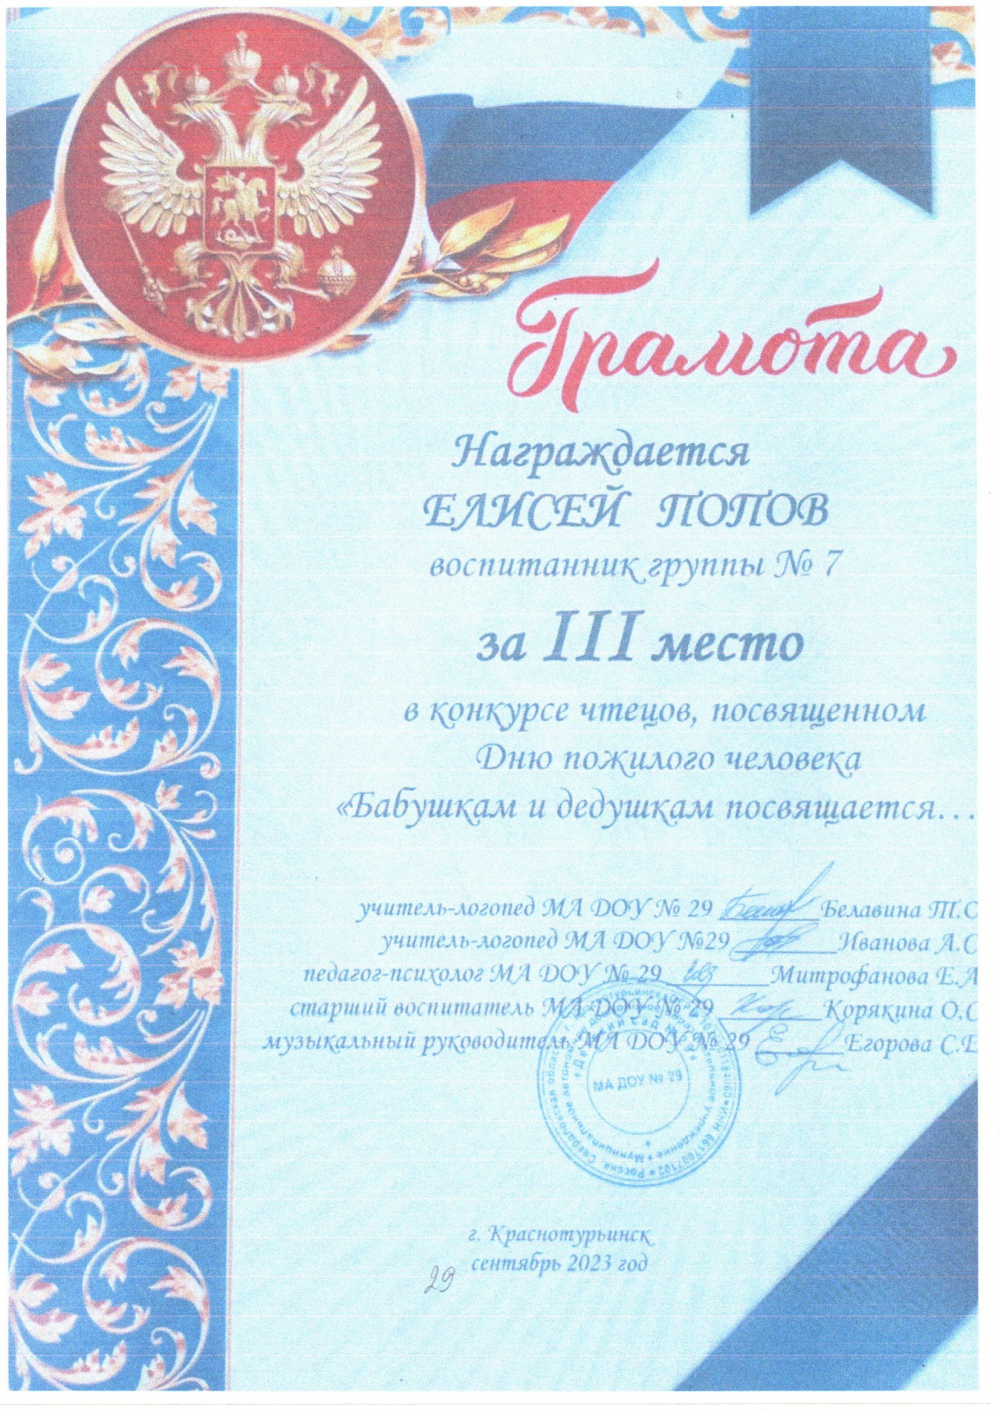 Грамота
Награждается
ЕЛИСЕЙ ПОПОВ
воспитанник группы № 7
за III место
в конкурсе чтецов, посвященном
Дню пожилого человека
«Бабушкам и дедушкам посвящается…
учитель-логопед МА ДОУ № 29 Белавина Т.С
учитель-логопед МА ДОУ №29 Иванова А.С
педагог-психолог МА ДОУ № 29 Митрофанова Е.А
старший воспитатель МА ДОУ № 29 Корякина О.С
музыкальный руководитель МА ДОУ № 29 Егорова С.Е
МА ДОУ № 29
г. Краснотурьинск
29 сентябрь 2023 год